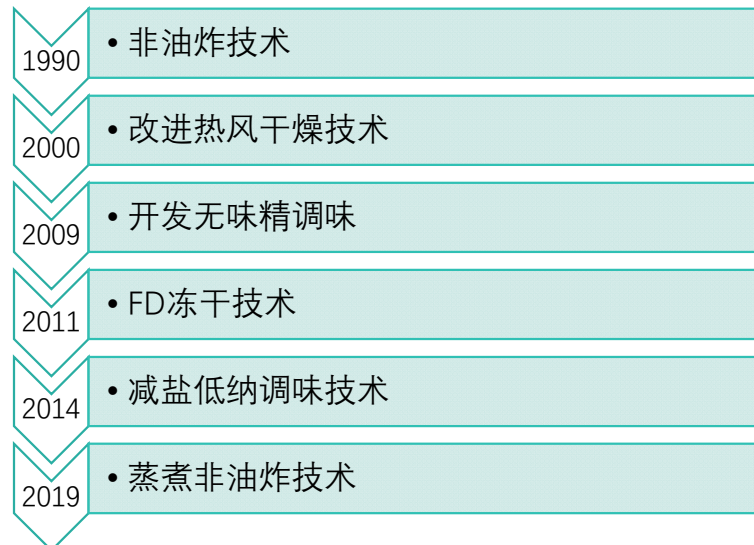 1990
• 非油炸技术
2000
• 改进热风干燥技术
2009
• 开发无味精调味
2011
• FD冻干技术
2014
• 减盐低纳调味技术
2019
• 蒸煮非油炸技术